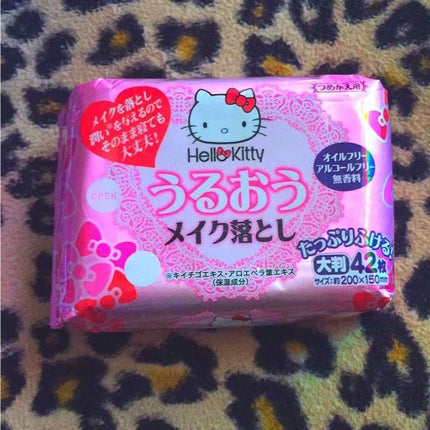 つめかえ用
メイクを落とし
潤い を与えるので
そのまま寝ても
大丈夫!
Hello Kitty
オイルフリー
アルコールフリー
無香料
OPEN
うるおう
メイク落とし
たっぷりふける!
大判42枚
サイズ:約200×150mm
※キイチゴエキス・アロエベラ葉エキス
(保湿成分)